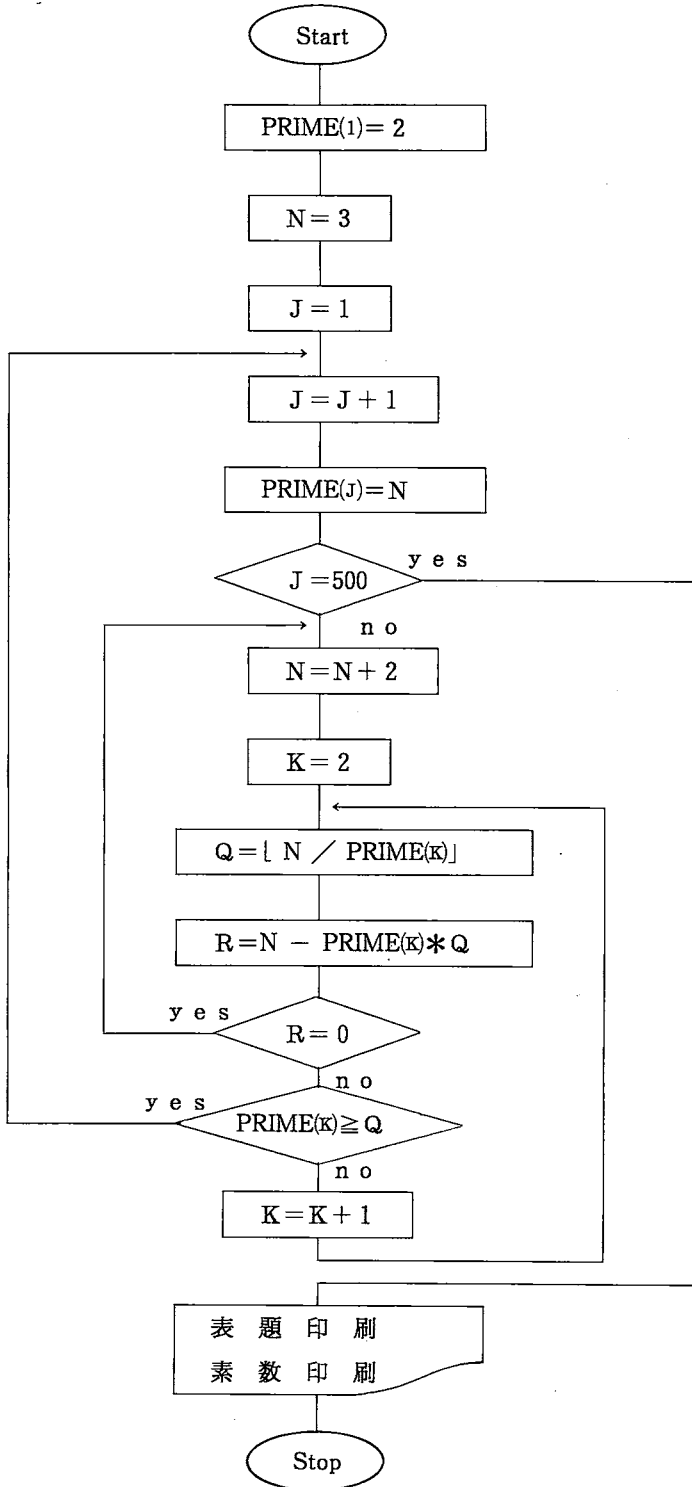 Start
PRIME(1)= 2
N= 3
J= 1
J= J + 1
PRIME(J)=N
J =500
yes
no
N=N+ 2
K= 2
Q=⌊ N ／ PRIME(K)⌋
R=N − PRIME(K)*Q
R= 0
yes
no
PRIME(K)≧Q
yes
no
K=K+ 1
表題印刷
素数印刷
Stop